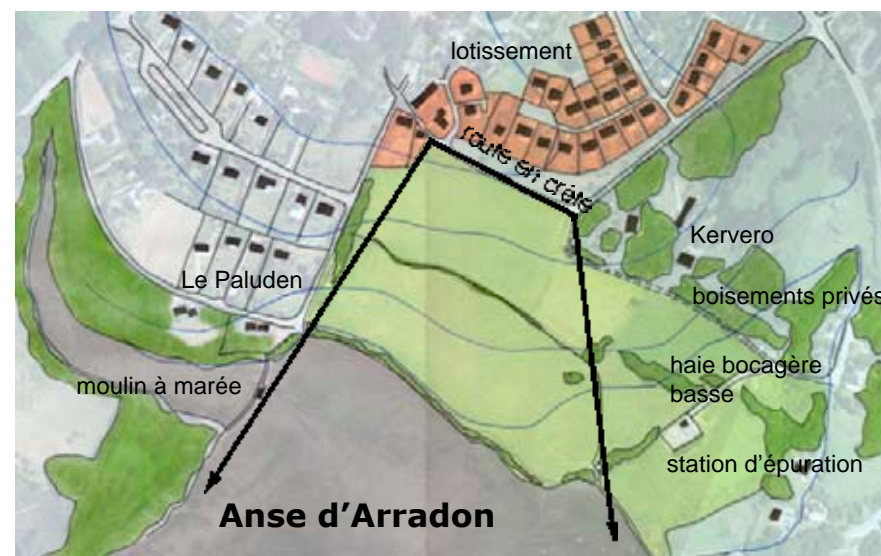 lotissement
route en crête
Kervero
Le Paluden
boisements privés
moulin à marée
haie bocagère
basse
station d'épuration
Anse d'Arradon